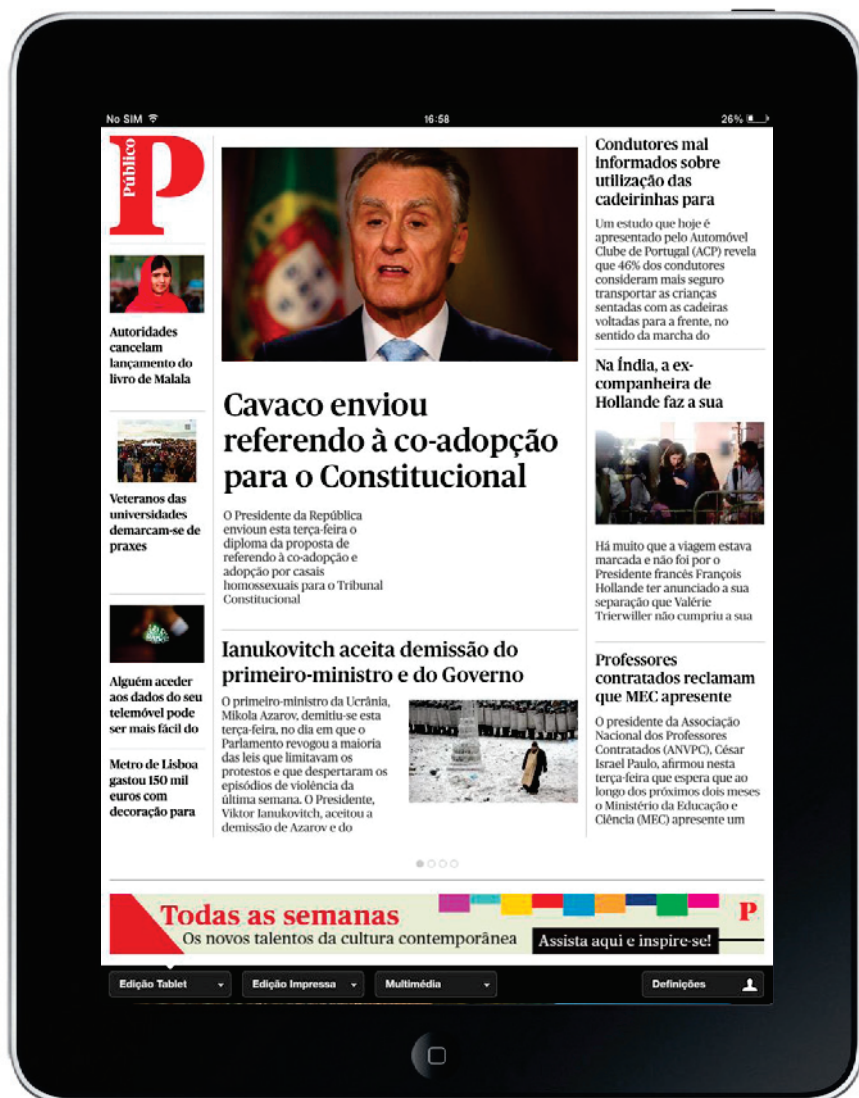 No SIM 16:58 26%
Público
P
Autoridades
cancelam
lançamento do
livro de Malala
Veteranos das
universidades
demarcam-se de
praxes
Alguém aceder
aos dados do seu
telemóvel pode
ser mais fácil do
Metro de Lisboa
gastou 150 mil
euros com
decoração para
Cavaco enviou
referendo à co-adopção
para o Constitucional
O Presidente da República
envioun esta terça-feira o
diploma da proposta de
referendo à co-adopção e
adopção por casais
homossexuais para o Tribunal
Constitucional
Ianukovitch aceita demissão do
primeiro-ministro e do Governo
O primeiro-ministro da Ucrânia,
Mikola Azarov, demitiu-se esta
terça-feira, no dia em que o
Parlamento revogou a maioria
das leis que limitavam os
protestos e que despertaram os
episódios de violência da
última semana. O Presidente,
Viktor Ianukovitch, aceitou a
demissão de Azarov e do
Condutores mal
informados sobre
utilização das
cadeirinhas para
Um estudo que hoje é
apresentado pelo Automóvel
Clube de Portugal (ACP) revela
que 46% dos condutores
consideram mais seguro
transportar as crianças
sentadas com as cadeiras
voltadas para a frente, no
sentido da marcha do
Na Índia, a ex-
companheira de
Hollande faz a sua
Há muito que a viagem estava
marcada e não foi por o
Presidente francês François
Hollande ter anunciado a sua
separação que Valérie
Trierwiller não cumpriu a sua
Professores
contratados reclamam
que MEC apresente
O presidente da Associação
Nacional dos Professores
Contratados (ANVPC), César
Israel Paulo, afirmou nesta
terça-feira que espera que ao
longo dos próximos dois meses
o Ministério da Educação e
Ciência (MEC) apresente um
Todas as semanas
Os novos talentos da cultura contemporânea
Assista aqui e inspire-se!
P
Edição Tablet Edição Impressa Multimédia Definições